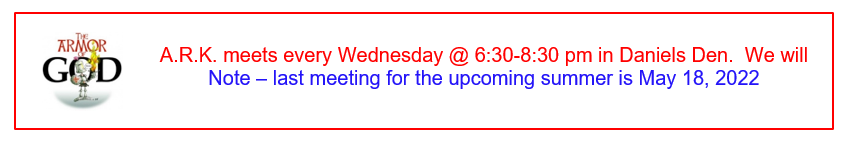 THE
ARMOR
OF
GOD
A.R.K. meets every Wednesday @ 6:30-8:30 pm in Daniels Den.  We will
Note – last meeting for the upcoming summer is May 18, 2022